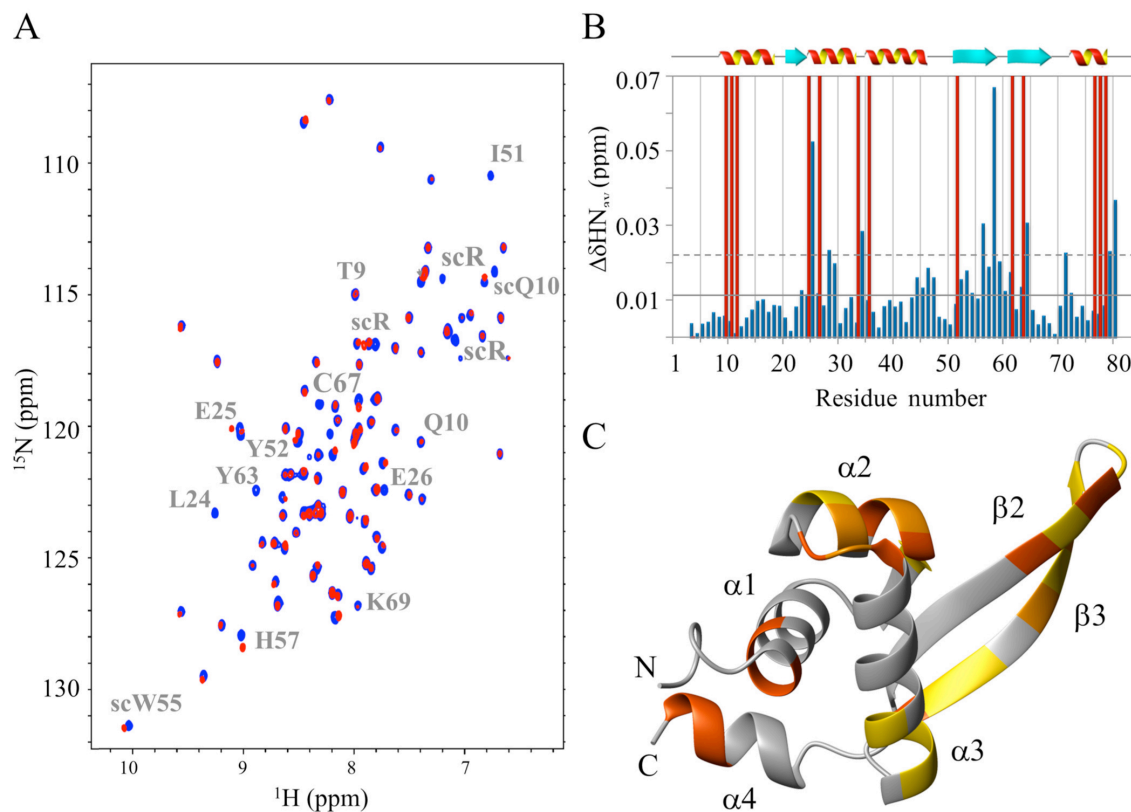 A
110
115
120
125
130
¹⁵N (ppm)
10
9
8
7
¹H (ppm)
I51
T9
scR
scQ10
scR
scR
C67
E25
Q10
Y52
Y63
E26
L24
K69
H57
scW55
B
0.07
0.05
0.03
0.01
ΔδHNav (ppm)
1
10
20
30
40
50
60
70
80
Residue number
C
α2
β2
α1
β3
N
C
α3
α4